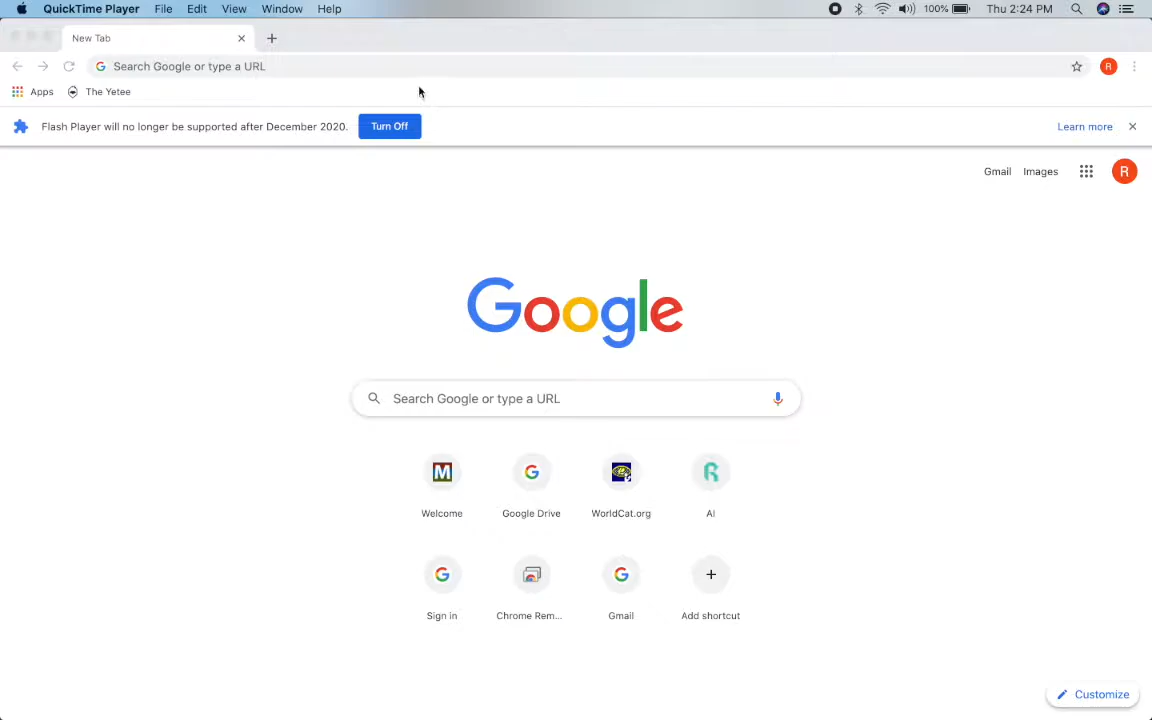 QuickTime Player File Edit View Window Help 100% Thu 2:24 PM
New Tab
Search Google or type a URL R
Apps The Yetee
Flash Player will no longer be supported after December 2020. Turn Off Learn more
Gmail Images R
Google
Search Google or type a URL
Welcome Google Drive WorldCat.org AI
Sign in Chrome Rem... Gmail Add shortcut
Customize